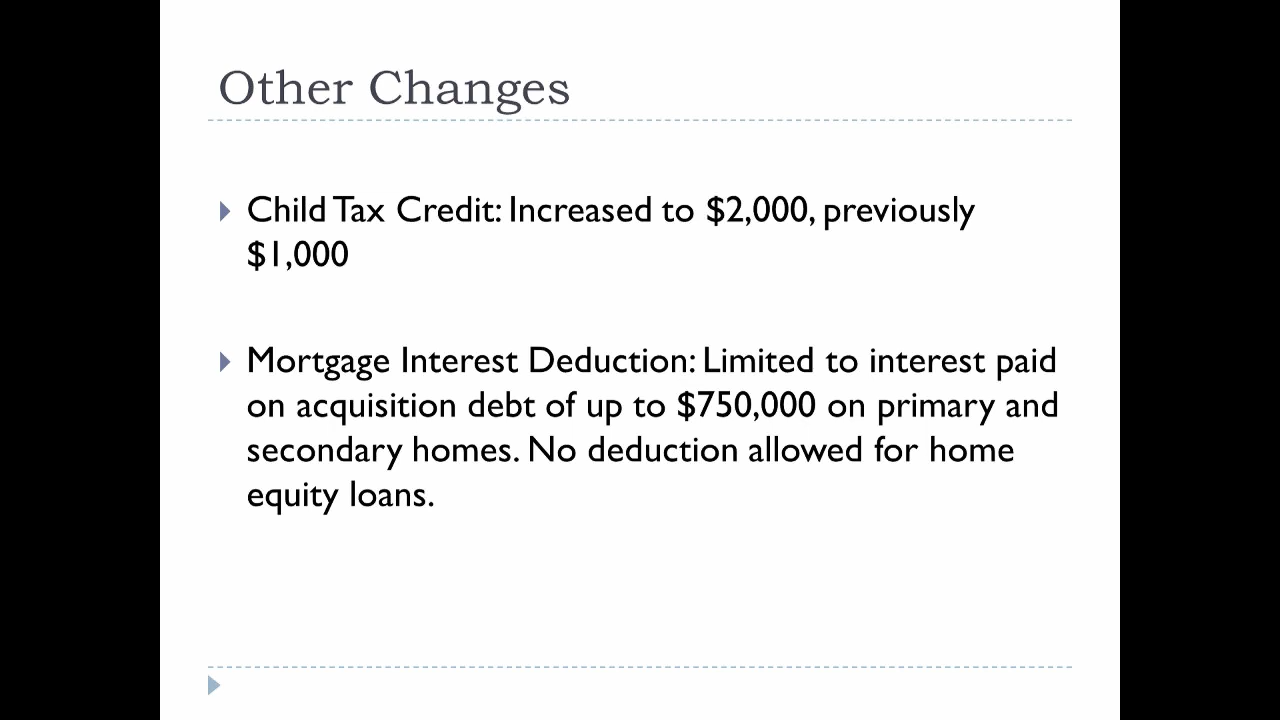 Other Changes
Child Tax Credit: Increased to $2,000, previously
$1,000
Mortgage Interest Deduction: Limited to interest paid
on acquisition debt of up to $750,000 on primary and
secondary homes. No deduction allowed for home
equity loans.